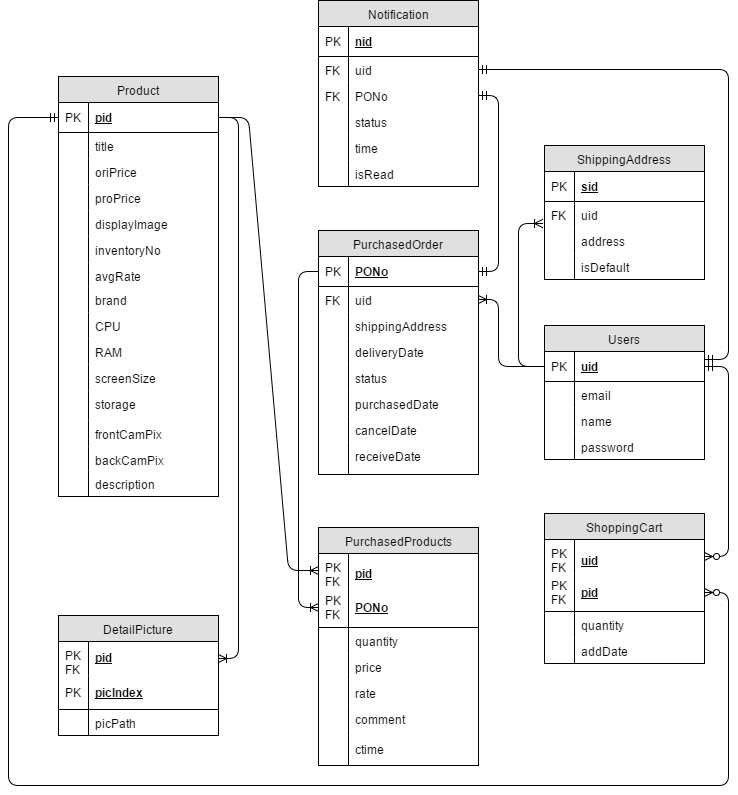 Notification
PK nid
FK uid
FK PONo
status
time
isRead
Product
PK pid
title
oriPrice
proPrice
displayImage
inventoryNo
avgRate
brand
CPU
RAM
screenSize
storage
frontCamPix
backCamPix
description
ShippingAddress
PK sid
FK uid
address
isDefault
PurchasedOrder
PK PONo
FK uid
shippingAddress
deliveryDate
status
purchasedDate
cancelDate
receiveDate
Users
PK uid
email
name
password
PurchasedProducts
PK
FK pid
PK
FK PONo
quantity
price
rate
comment
ctime
ShoppingCart
PK
FK uid
PK
FK pid
quantity
addDate
DetailPicture
PK
FK pid
PK picIndex
picPath